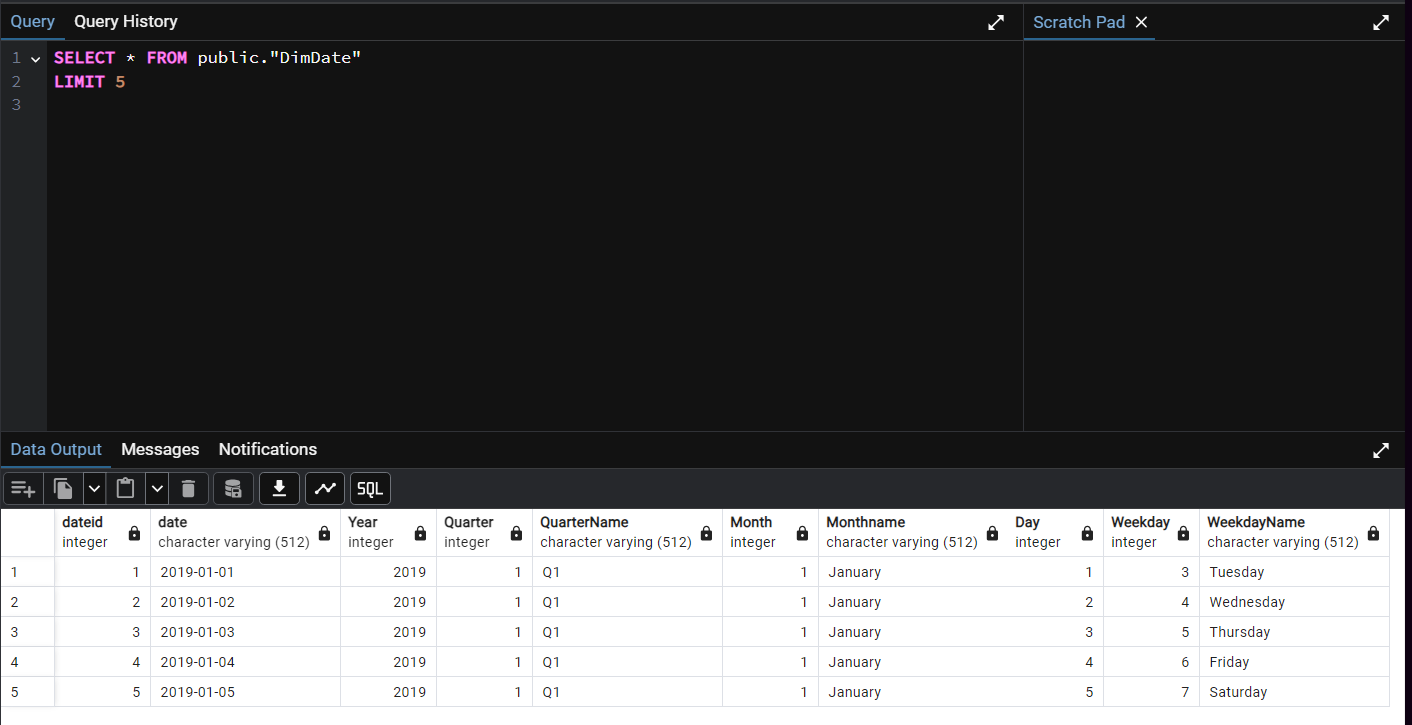 Query Query History Scratch Pad
1 SELECT * FROM public."DimDate"
2 LIMIT 5
3
Data Output Messages Notifications
SQL
dateid date Year Quarter QuarterName Month Monthname Day Weekday WeekdayName
integer character varying (512) integer integer character varying (512) integer character varying (512) integer integer character varying (512)
1 1 2019-01-01 2019 1 Q1 1 January 1 3 Tuesday
2 2 2019-01-02 2019 1 Q1 1 January 2 4 Wednesday
3 3 2019-01-03 2019 1 Q1 1 January 3 5 Thursday
4 4 2019-01-04 2019 1 Q1 1 January 4 6 Friday
5 5 2019-01-05 2019 1 Q1 1 January 5 7 Saturday